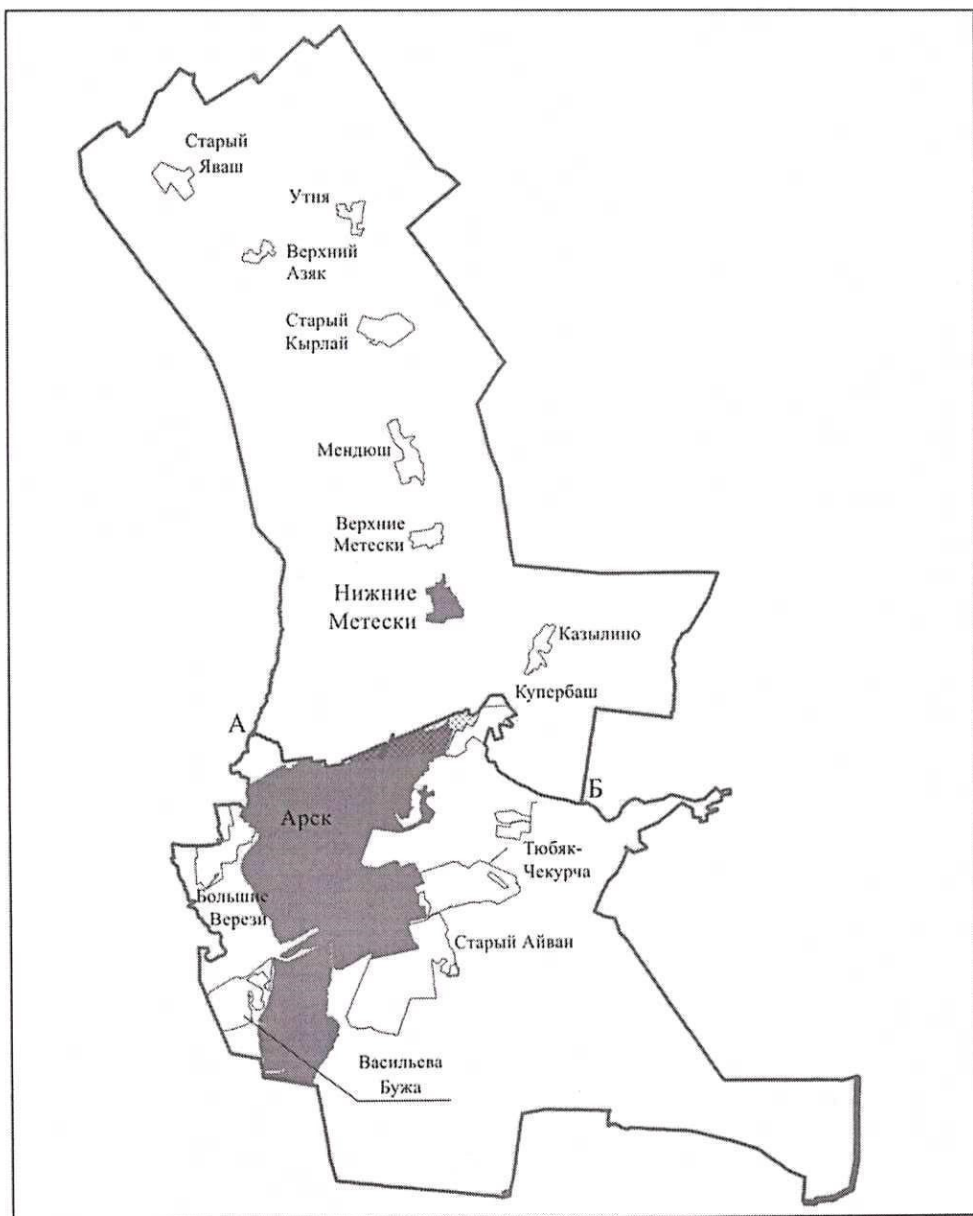 Старый
Яваш
Утня
Верхний
Азяк
Старый
Кырлай
Мендюш
Верхние
Метески
Нижние
Метески
Казылино
Купербаш
А
Б
Арск
Тюбяк-
Чекурча
Большие
Верези
Старый Айван
Васильева
Бужа